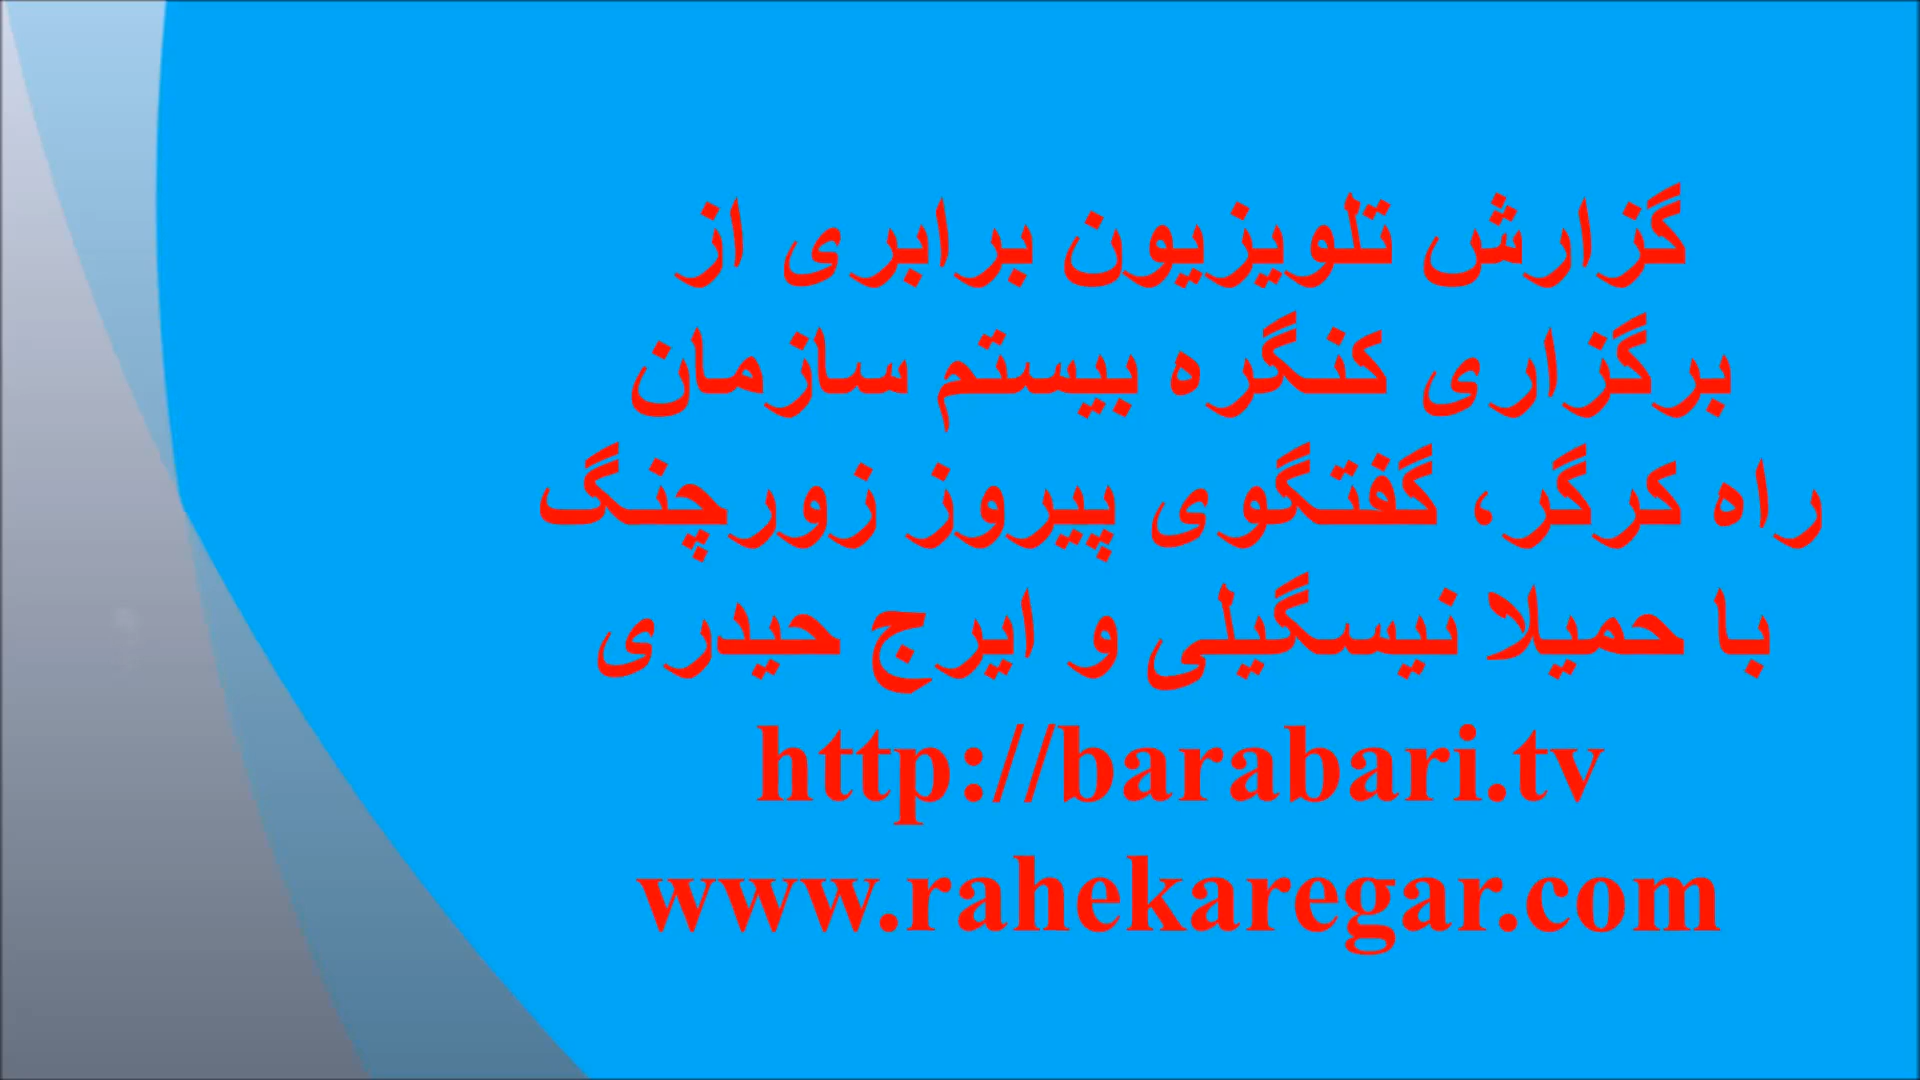 گزارش تلویزیون برابری از
برگزاری کنگره بیستم سازمان
راه کرگر، گفتگوی پیروز زورچنگ
با حمیلا نیسگیلی و ایرج حیدری
http://barabari.tv
www.rahekaregar.com